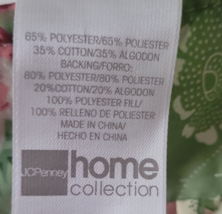 65% POLYESTER/65% POLIESTER
35% COTTON/35% ALGODON
BACKING/FORRO:
80% POLYESTER/80% POLIESTER
20%COTTON/20% ALGODON
100% POLYESTER FILL/
100% RELLENO DE POLIESTER
MADE IN CHINA/
HECHO EN CHINA
JCPenney home
collection